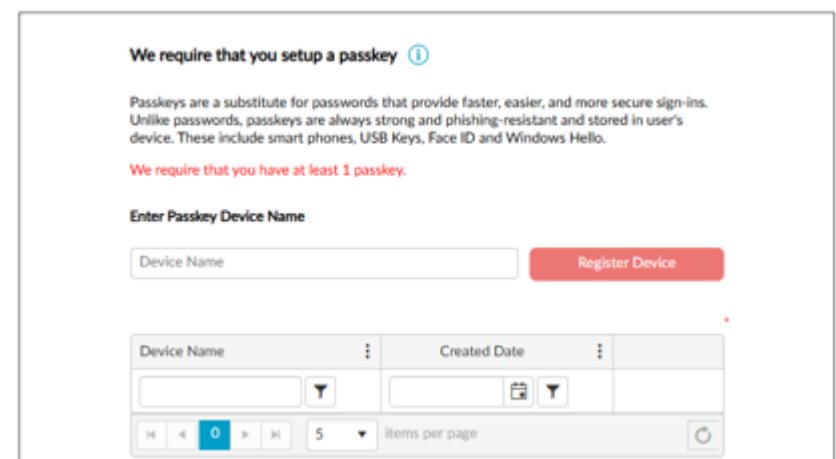 We require that you setup a passkey
Passkeys are a substitute for passwords that provide faster, easier, and more secure sign-ins.
Unlike passwords, passkeys are always strong and phishing-resistant and stored in user's
device. These include smart phones, USB Keys, Face ID and Windows Hello.
We require that you have at least 1 passkey.
Enter Passkey Device Name
Device Name Register Device
*
Device Name Created Date
0 5 items per page